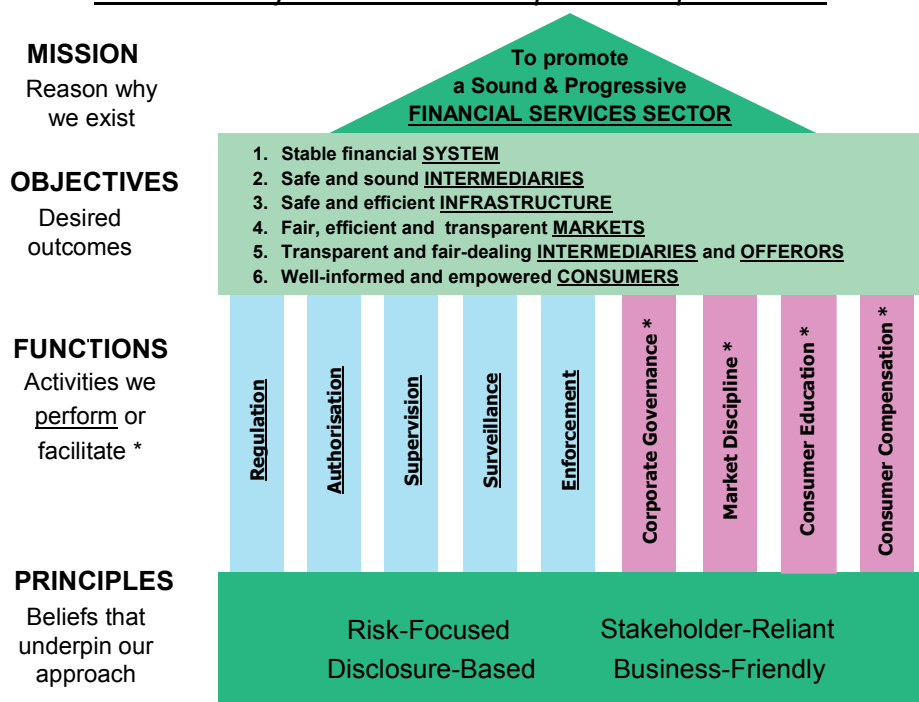 MISSION
Reason why
we exist
To promote
a Sound & Progressive
FINANCIAL SERVICES SECTOR
OBJECTIVES
Desired
outcomes
1. Stable financial SYSTEM
2. Safe and sound INTERMEDIARIES
3. Safe and efficient INFRASTRUCTURE
4. Fair, efficient and transparent MARKETS
5. Transparent and fair-dealing INTERMEDIARIES and OFFERORS
6. Well-informed and empowered CONSUMERS
FUNCTIONS
Activities we
perform or
facilitate *
Regulation
Authorisation
Supervision
Surveillance
Enforcement
Corporate Governance *
Market Discipline *
Consumer Education *
Consumer Compensation *
PRINCIPLES
Beliefs that
underpin our
approach
Risk-Focused
Stakeholder-Reliant
Disclosure-Based
Business-Friendly